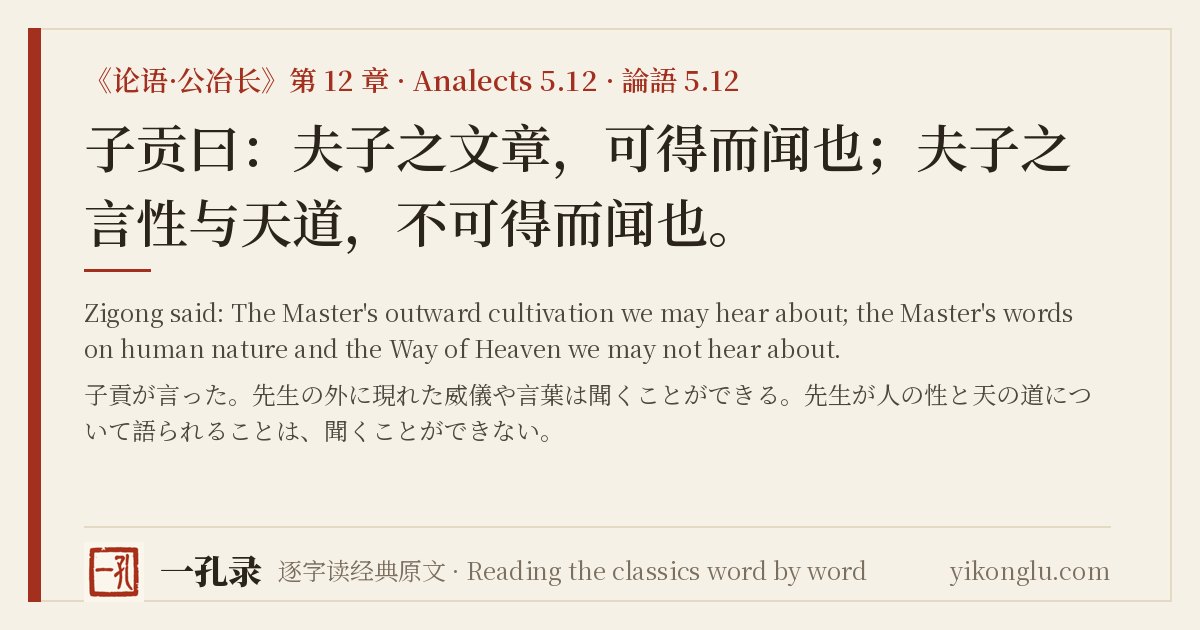 《论语·公冶长》第 12 章 · Analects 5.12 · 論語 5.12
子贡曰：夫子之文章，可得而闻也；夫子之
言性与天道，不可得而闻也。
Zigong said: The Master's outward cultivation we may hear about; the Master's words
on human nature and the Way of Heaven we may not hear about.
子貢が言った。先生の外に現れた威儀や言葉は聞くことができる。先生が人の性と天の道につ
いて語られることは、聞くことができない。
一孔 一孔录 逐字读经典原文 · Reading the classics word by word yikonglu.com